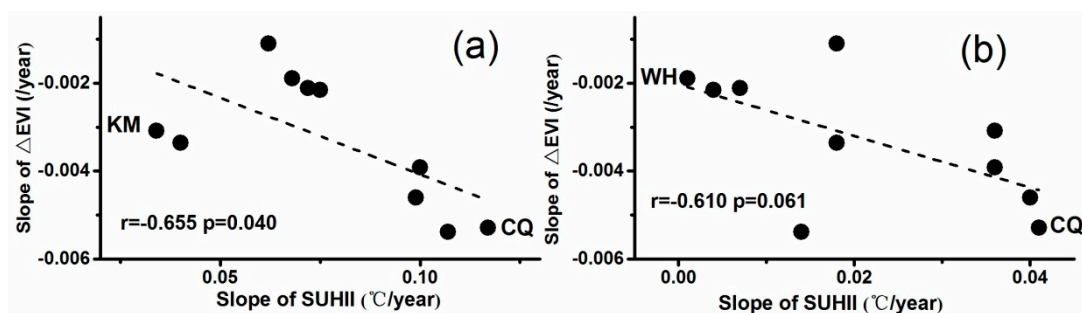 (a)
Slope of △EVI (/year)
-0.002
-0.004
-0.006
KM
CQ
r=-0.655 p=0.040
0.05
0.10
Slope of SUHII (℃/year)
(b)
Slope of △EVI (/year)
-0.002
-0.004
-0.006
WH
CQ
r=-0.610 p=0.061
0.00
0.02
0.04
Slope of SUHII (℃/year)